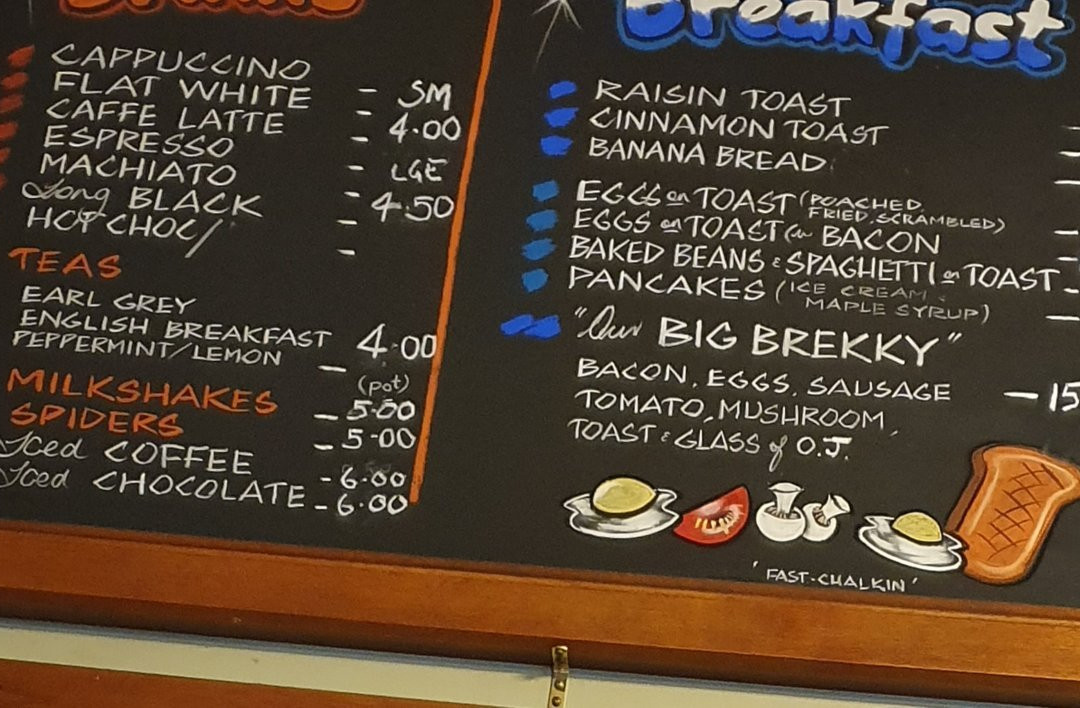 CAPPUCCINO
FLAT WHITE - SM
CAFFE LATTE - 4.00
ESPRESSO -
MACHIATO - LGE
Long BLACK - 4.50
HOT CHOC/ -
-
TEAS
EARL GREY
ENGLISH BREAKFAST 4.00
PEPPERMINT/LEMON - (pot)
MILKSHAKES - 5.00
SPIDERS - 5.00
Iced COFFEE - 6.00
Iced CHOCOLATE - 6.00
Breakfast
RAISIN TOAST -
CINNAMON TOAST -
BANANA BREAD -
EGGS on TOAST (POACHED,
FRIED, SCRAMBLED) -
EGGS on TOAST BACON -
BAKED BEANS & SPAGHETTI on TOAST -
PANCAKES (ICE CREAM &
MAPLE SYRUP) -
"Our BIG BREKKY"
BACON, EGGS, SAUSAGE - 15
TOMATO, MUSHROOM,
TOAST & GLASS of O.J.
'FAST-CHALKIN'